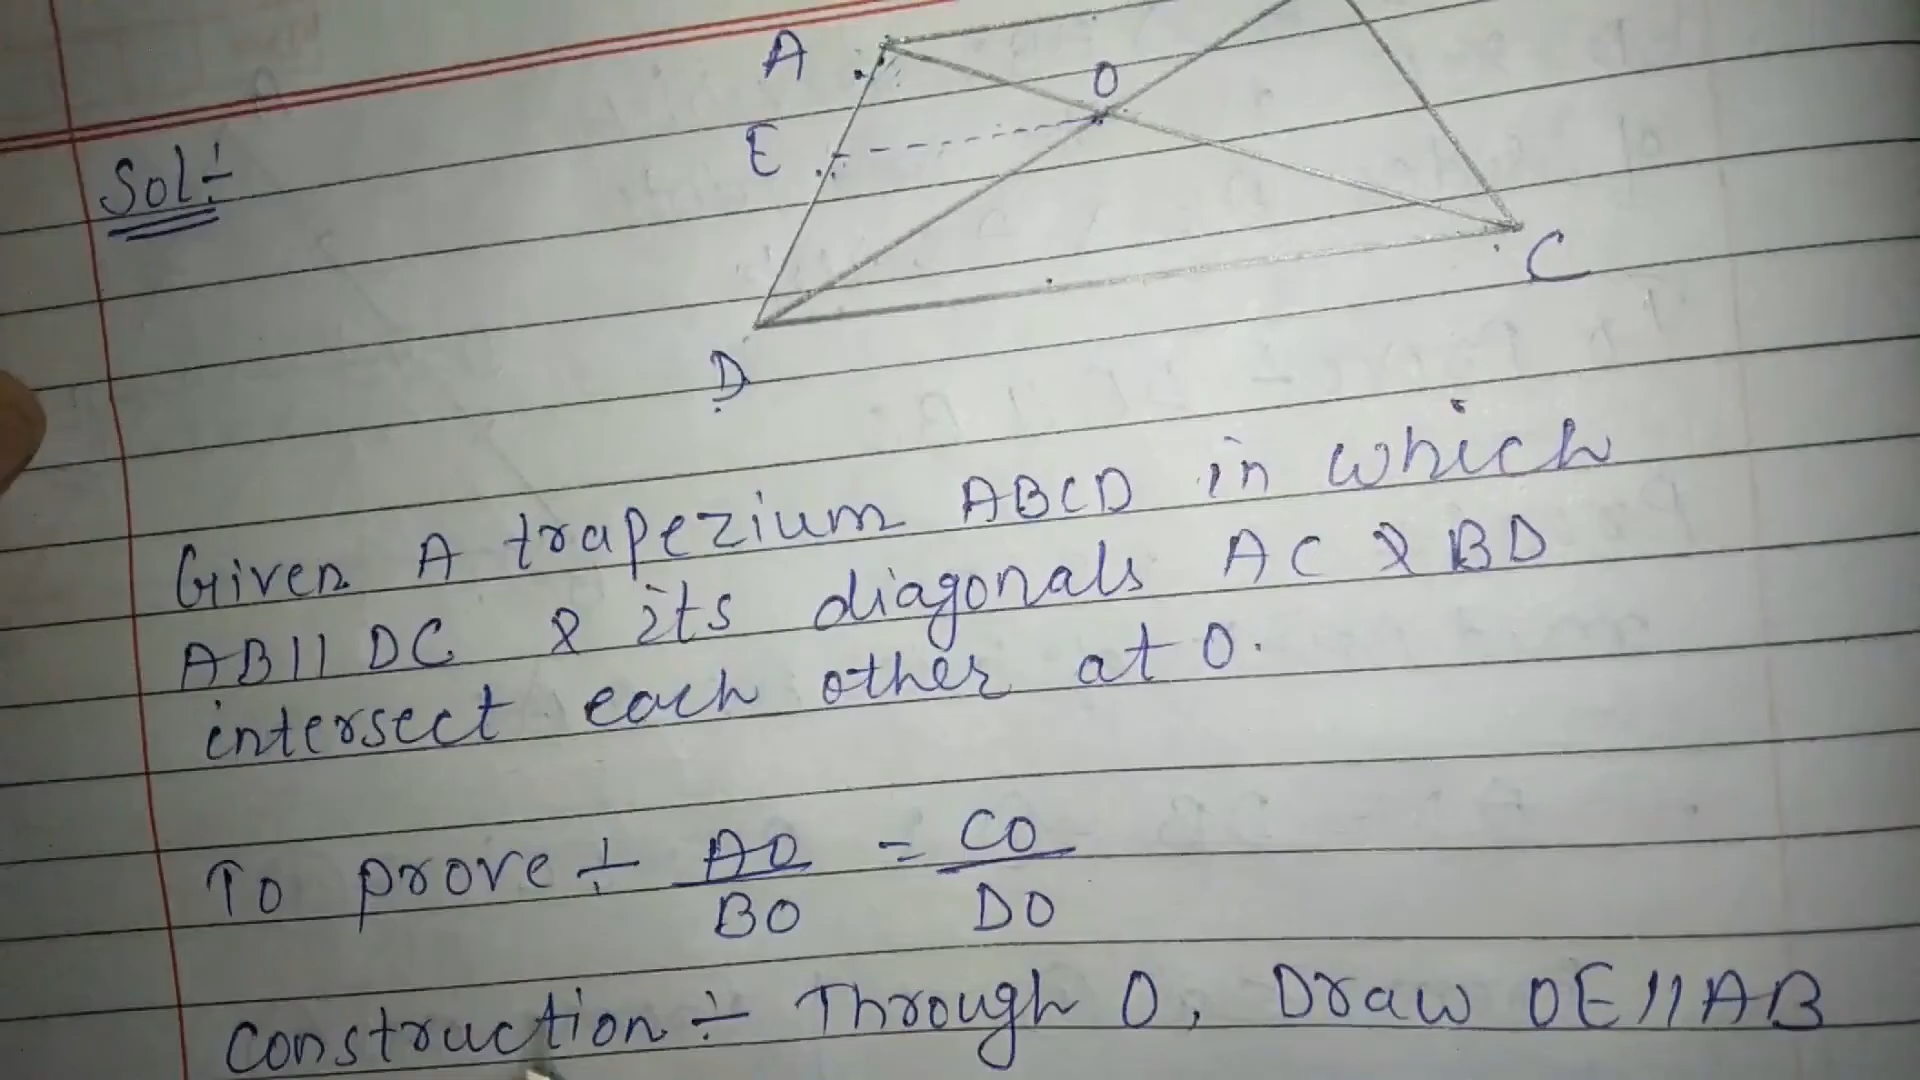 A
O
E
Sol÷
C
D
Given A trapezium ABCD in which
AB||DC & its diagonals AC & BD
intersect each other at O.
To prove ÷ AO/BO = CO/DO
Construction ÷ Through O, Draw OE||AB